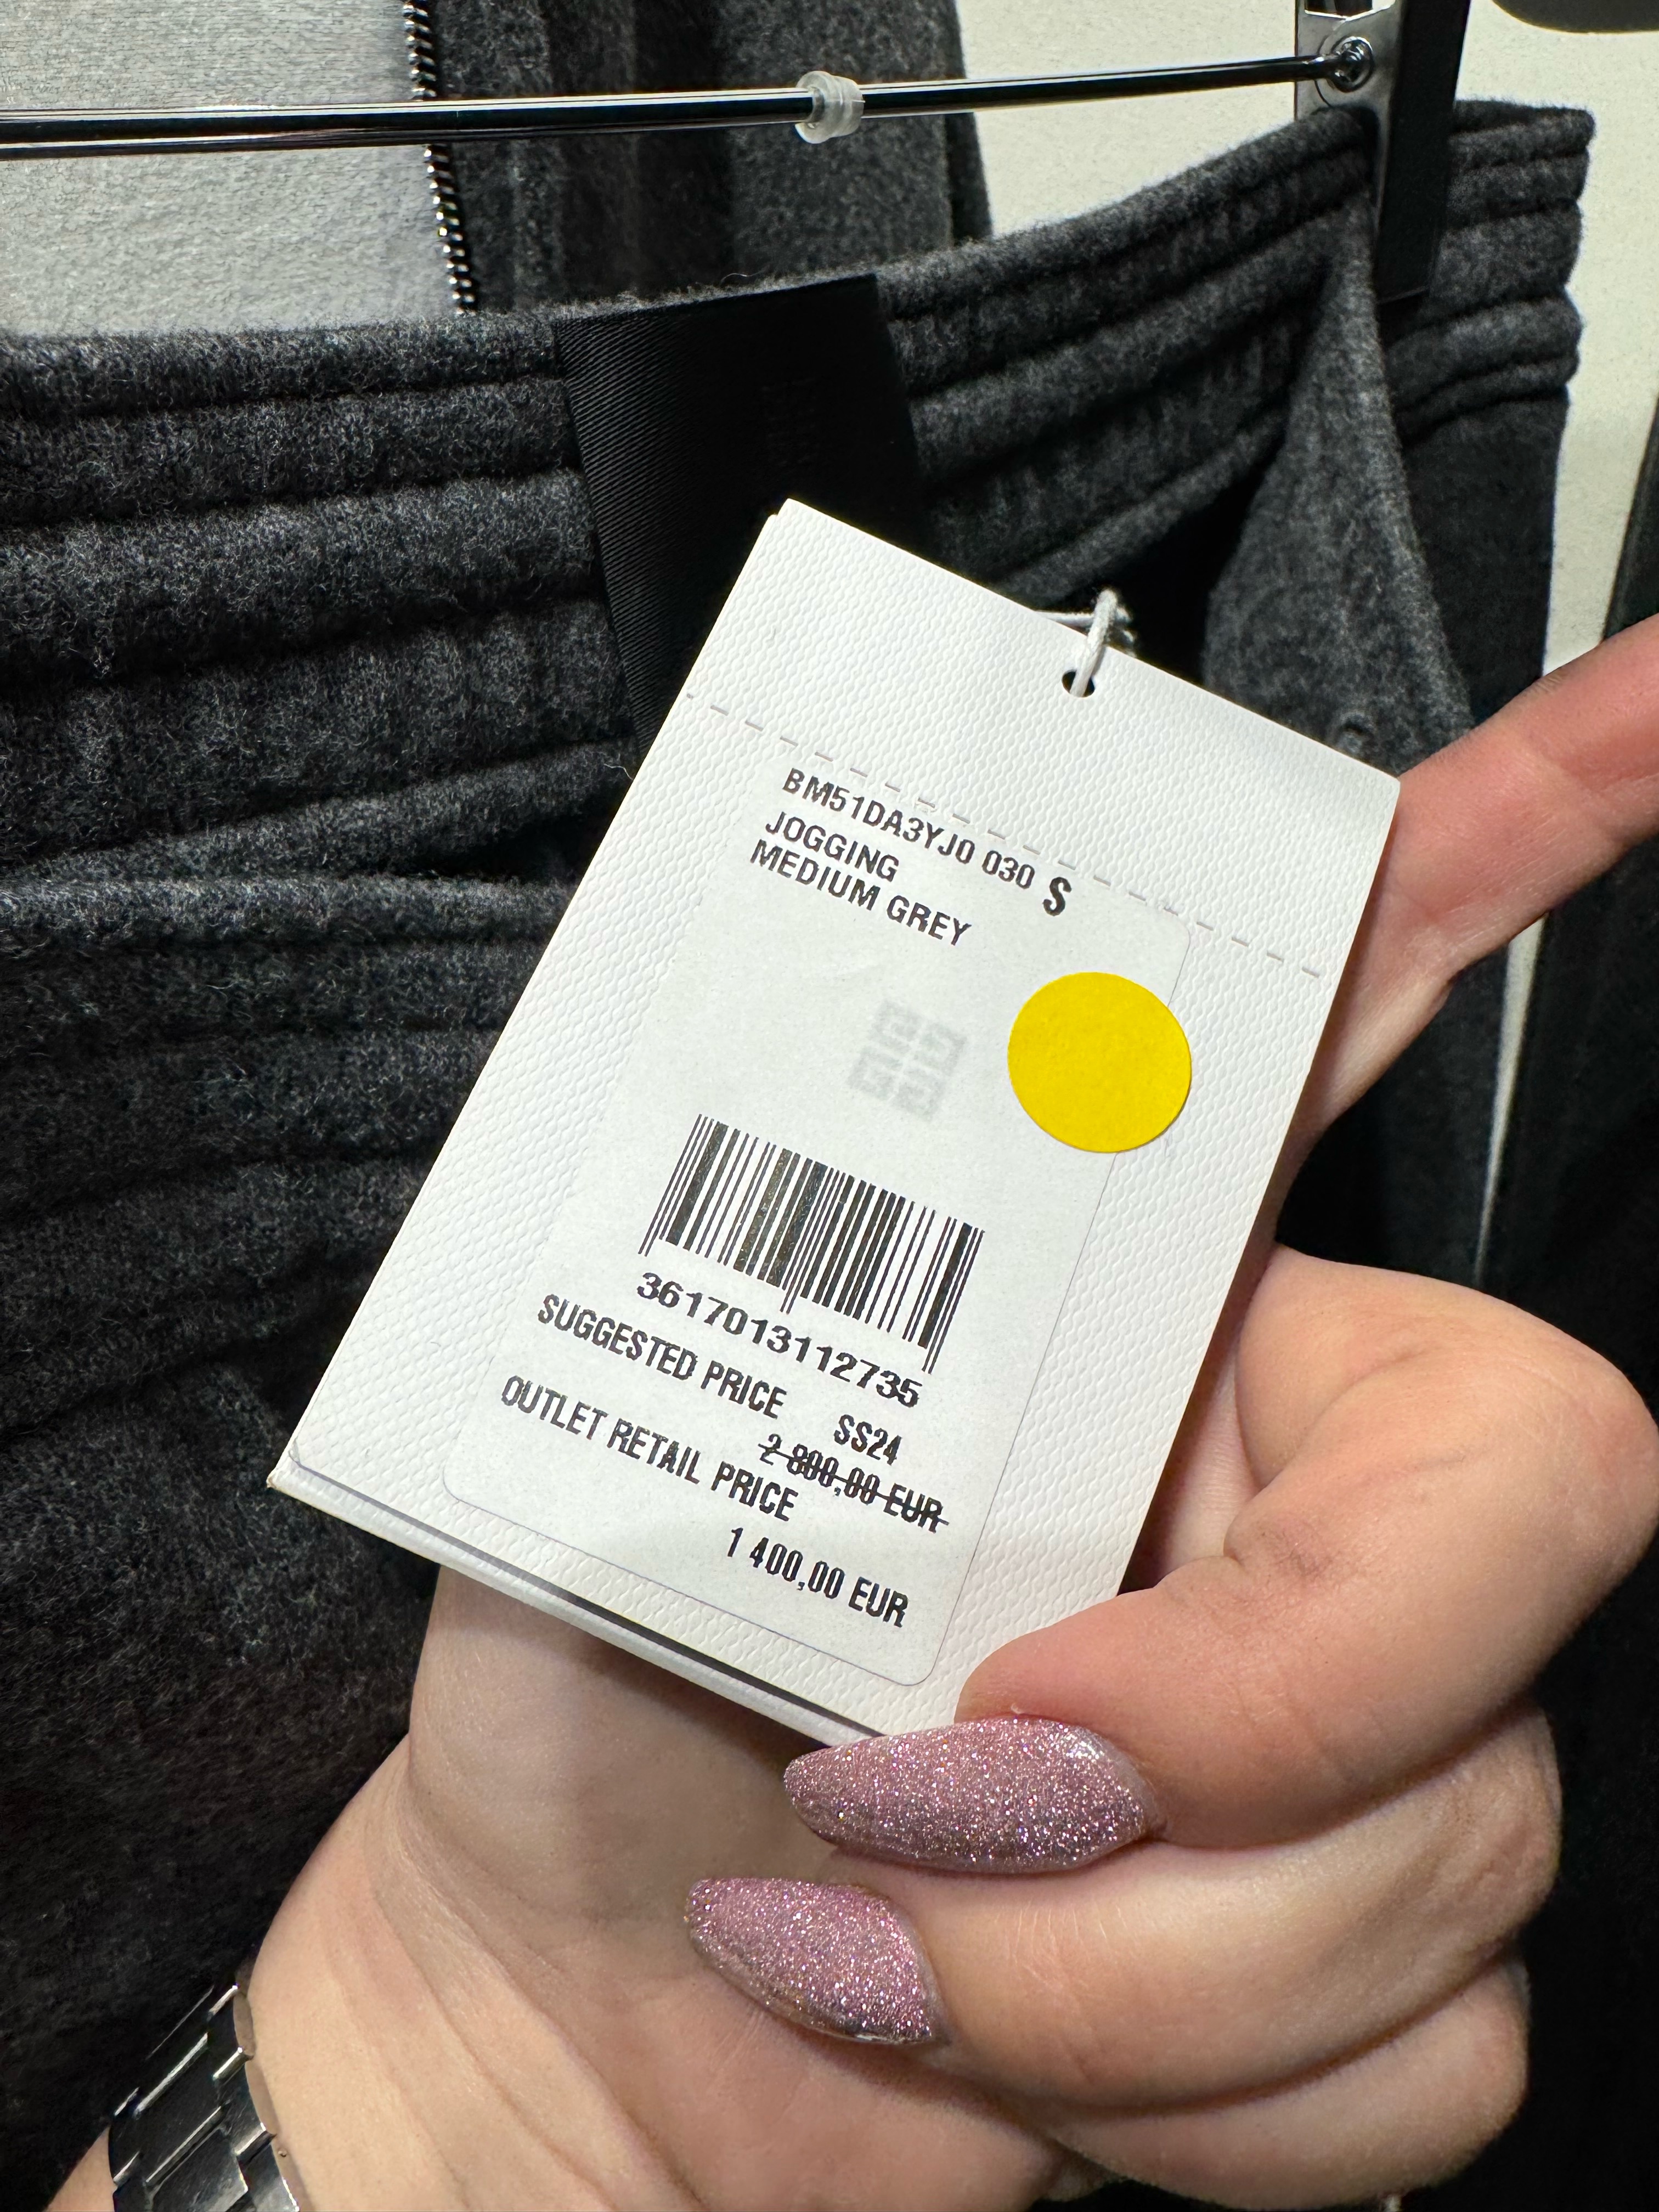 BM51DA3YJ0 030 S
JOGGING
MEDIUM GREY
3617013112735
SUGGESTED PRICE SS24
2 800,00 EUR
OUTLET RETAIL PRICE
1 400,00 EUR